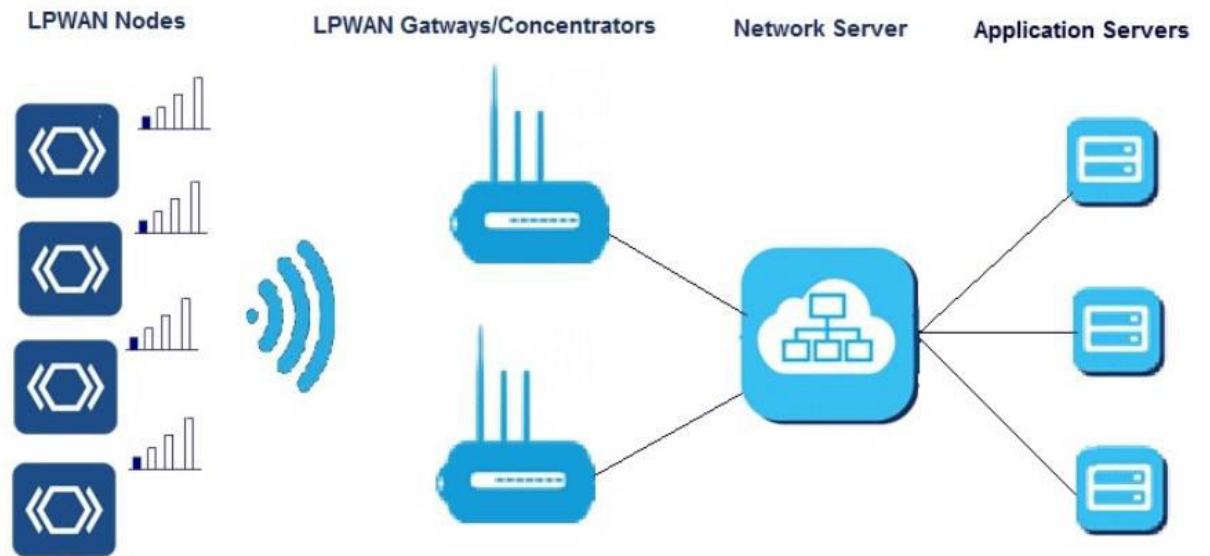 LPWAN Nodes
LPWAN Gatways/Concentrators
Network Server
Application Servers